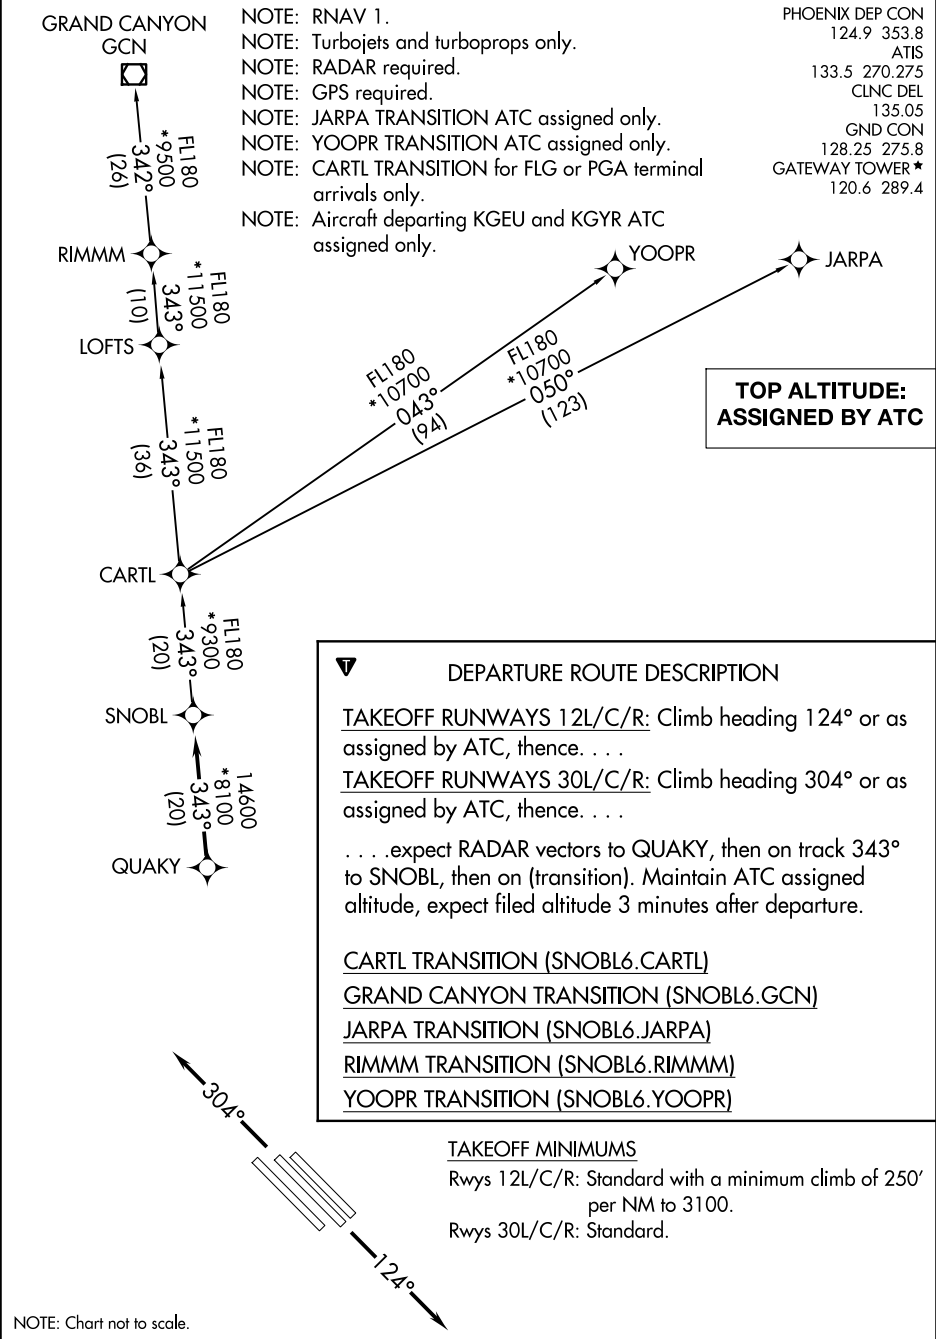 GRAND CANYON
GCN
NOTE: RNAV 1.
NOTE: Turbojets and turboprops only.
NOTE: RADAR required.
NOTE: GPS required.
NOTE: JARPA TRANSITION ATC assigned only.
NOTE: YOOPR TRANSITION ATC assigned only.
NOTE: CARTL TRANSITION for FLG or PGA terminal
arrivals only.
NOTE: Aircraft departing KGEU and KGYR ATC
assigned only.
PHOENIX DEP CON
124.9 353.8
ATIS
133.5 270.275
CLNC DEL
135.05
GND CON
128.25 275.8
GATEWAY TOWER★
120.6 289.4
FL180
*9500
342°
(26)
RIMMM
FL180
*11500
343°
(10)
LOFTS
FL180
*11500
343°
(36)
YOOPR
JARPA
FL180
*10700
043°
(94)
FL180
*10700
050°
(123)
TOP ALTITUDE:
ASSIGNED BY ATC
CARTL
FL180
*9300
343°
(20)
SNOBL
14600
*8100
343°
(20)
QUAKY
T
DEPARTURE ROUTE DESCRIPTION
TAKEOFF RUNWAYS 12L/C/R: Climb heading 124° or as
assigned by ATC, thence. . . .
TAKEOFF RUNWAYS 30L/C/R: Climb heading 304° or as
assigned by ATC, thence. . . .
. . . .expect RADAR vectors to QUAKY, then on track 343°
to SNOBL, then on (transition). Maintain ATC assigned
altitude, expect filed altitude 3 minutes after departure.
CARTL TRANSITION (SNOBL6.CARTL)
GRAND CANYON TRANSITION (SNOBL6.GCN)
JARPA TRANSITION (SNOBL6.JARPA)
RIMMM TRANSITION (SNOBL6.RIMMM)
YOOPR TRANSITION (SNOBL6.YOOPR)
304°
124°
TAKEOFF MINIMUMS
Rwys 12L/C/R: Standard with a minimum climb of 250'
per NM to 3100.
Rwys 30L/C/R: Standard.
NOTE: Chart not to scale.